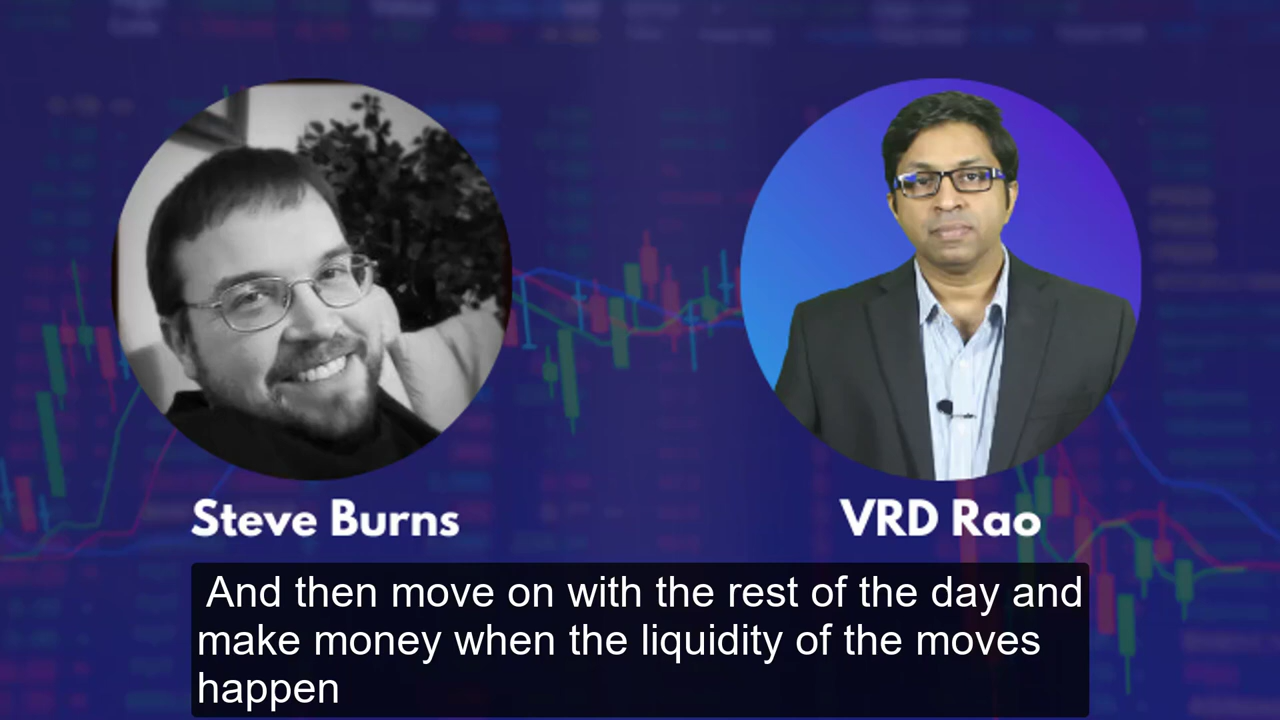 Steve Burns
VRD Rao
And then move on with the rest of the day and
make money when the liquidity of the moves
happen